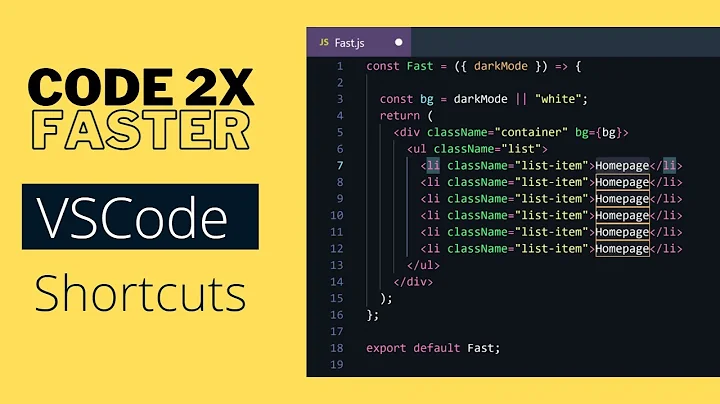 CODE 2X
FASTER
VSCode
Shortcuts
JS Fast.js
1 const Fast = ({ darkMode }) => {
2
3 const bg = darkMode || "white";
4 return (
5 <div className="container" bg={bg}>
6 <ul className="list">
7 <li className="list-item">Homepage</li>
8 <li className="list-item">Homepage</li>
9 <li className="list-item">Homepage</li>
10 <li className="list-item">Homepage</li>
11 <li className="list-item">Homepage</li>
12 <li className="list-item">Homepage</li>
13 </ul>
14 </div>
15 );
16 };
17
18 export default Fast;
19